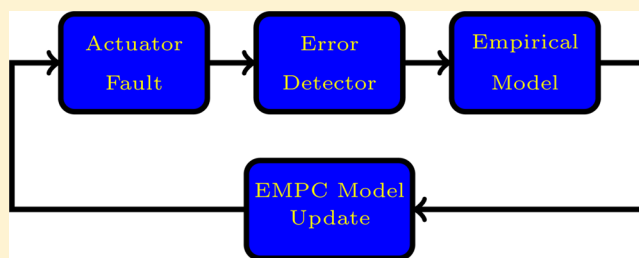 Actuator
Fault
Error
Detector
Empirical
Model
EMPC Model
Update